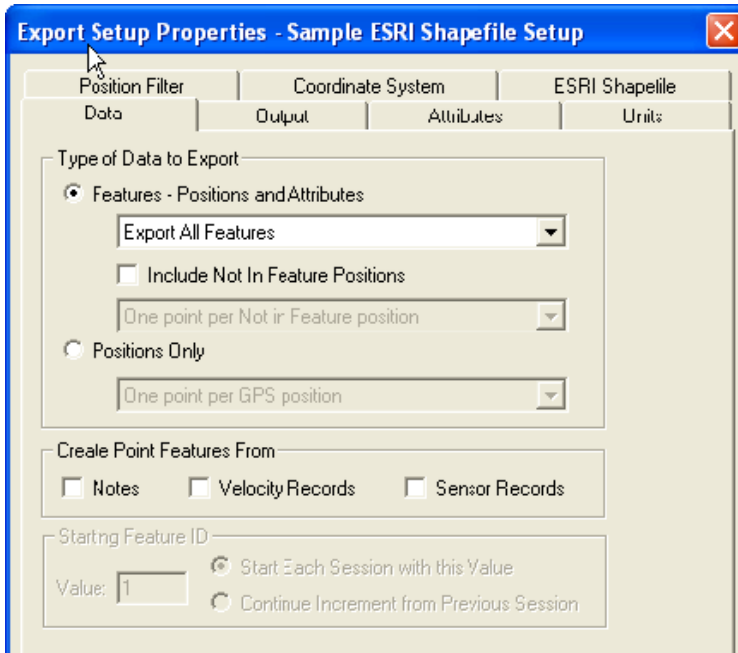 Export Setup Properties - Sample ESRI Shapefile Setup
Position Filter Coordinate System ESRI Shapefile
Data Output Attributes Units
Type of Data to Export
Features - Positions and Attributes
Export All Features
Include Not In Feature Positions
One point per Not in Feature position
Positions Only
One point per GPS position
Create Point Features From
Notes Velocity Records Sensor Records
Starting Feature ID
Value: 1
Start Each Session with this Value
Continue Increment from Previous Session